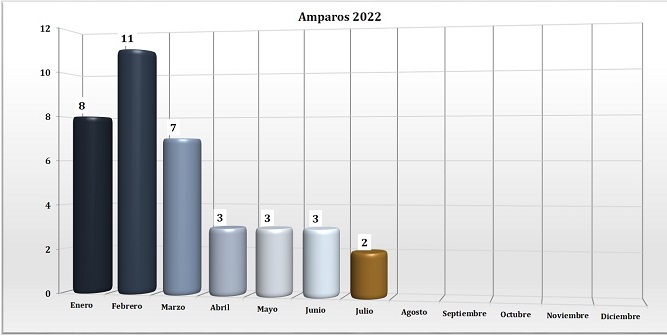 Amparos 2022
12
10
8
6
4
2
0
8
11
7
3
3
3
2
Enero
Febrero
Marzo
Abril
Mayo
Junio
Julio
Agosto
Septiembre
Octubre
Noviembre
Diciembre